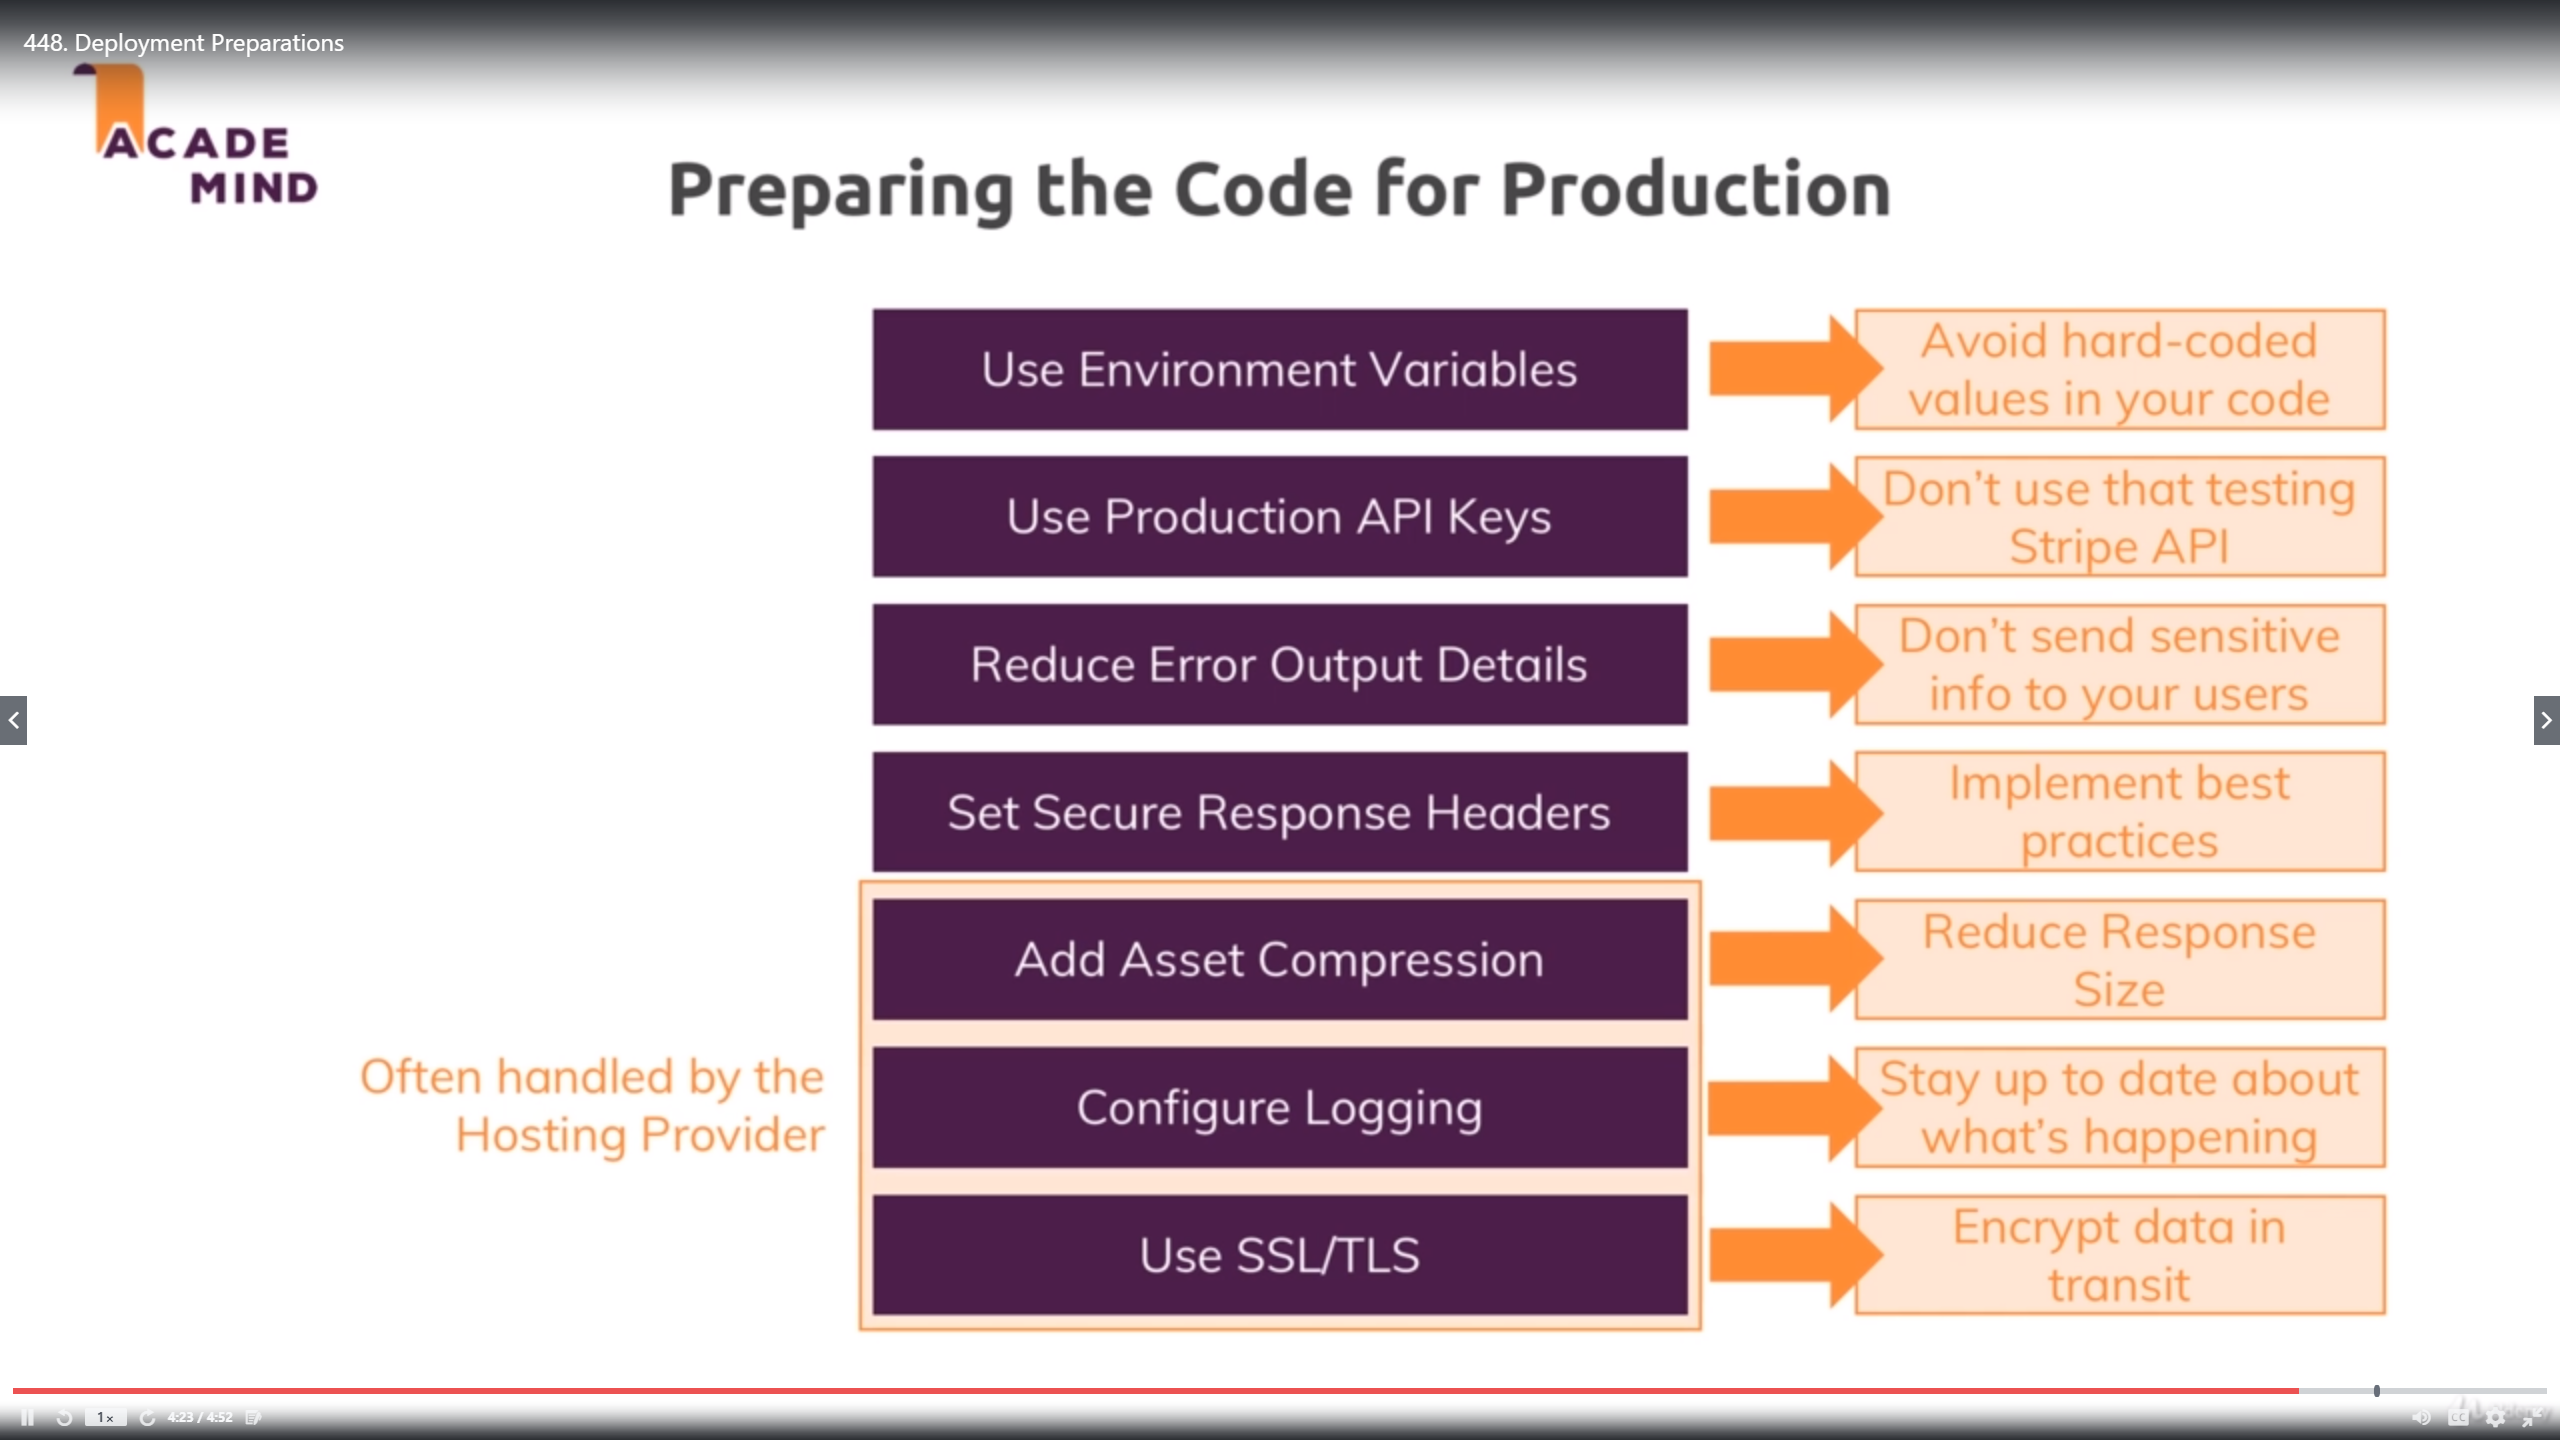 448. Deployment Preparations
ACADE
MIND
Preparing the Code for Production
Use Environment Variables
Avoid hard-coded
values in your code
Use Production API Keys
Don't use that testing
Stripe API
Reduce Error Output Details
Don't send sensitive
info to your users
Set Secure Response Headers
Implement best
practices
Add Asset Compression
Reduce Response
Size
Often handled by the
Hosting Provider
Configure Logging
Stay up to date about
what's happening
Use SSL/TLS
Encrypt data in
transit
1x
4:23 / 4:52
CC